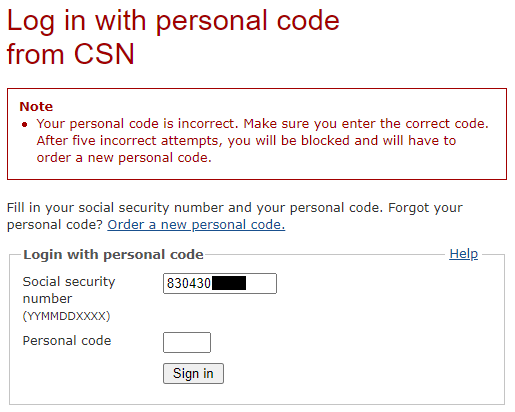 Log in with personal code
from CSN
Note
Your personal code is incorrect. Make sure you enter the correct code.
After five incorrect attempts, you will be blocked and will have to
order a new personal code.
Fill in your social security number and your personal code. Forgot your
personal code? Order a new personal code.
Login with personal code
Help
Social security
number
(YYMMDDXXXX)
830430
Personal code
Sign in